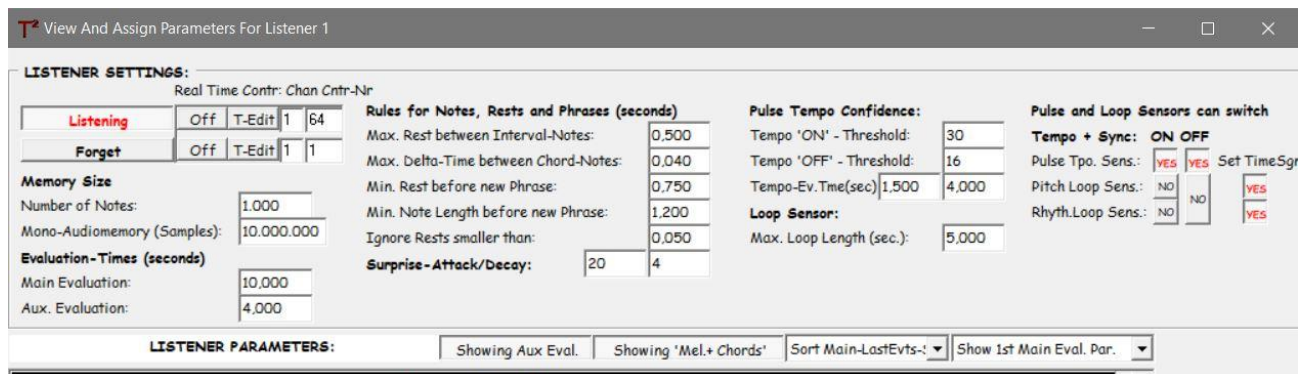 T² View And Assign Parameters For Listener 1
LISTENER SETTINGS:
Real Time Contr: Chan Cntr-Nr
Listening Off T-Edit 1 64
Forget Off T-Edit 1 1
Memory Size
Number of Notes: 1.000
Mono-Audiomemory (Samples): 10.000.000
Evaluation-Times (seconds)
Main Evaluation: 10,000
Aux. Evaluation: 4,000
Rules for Notes, Rests and Phrases (seconds)
Max. Rest between Interval-Notes: 0,500
Max. Delta-Time between Chord-Notes: 0,040
Min. Rest before new Phrase: 0,750
Min. Note Length before new Phrase: 1,200
Ignore Rests smaller than: 0,050
Surprise-Attack/Decay: 20 4
Pulse Tempo Confidence:
Tempo 'ON' - Threshold: 30
Tempo 'OFF' - Threshold: 16
Tempo-Ev.Tme(sec) 1,500 4,000
Loop Sensor:
Max. Loop Length (sec.): 5,000
Pulse and Loop Sensors can switch
Tempo + Sync: ON OFF
Pulse Tpo. Sens.: YES YES Set TimeSgr
Pitch Loop Sens.: NO NO YES
Rhyth.Loop Sens.: NO YES
LISTENER PARAMETERS: Showing Aux Eval. Showing 'Mel.+ Chords' Sort Main-LastEvts- Show 1st Main Eval. Par.